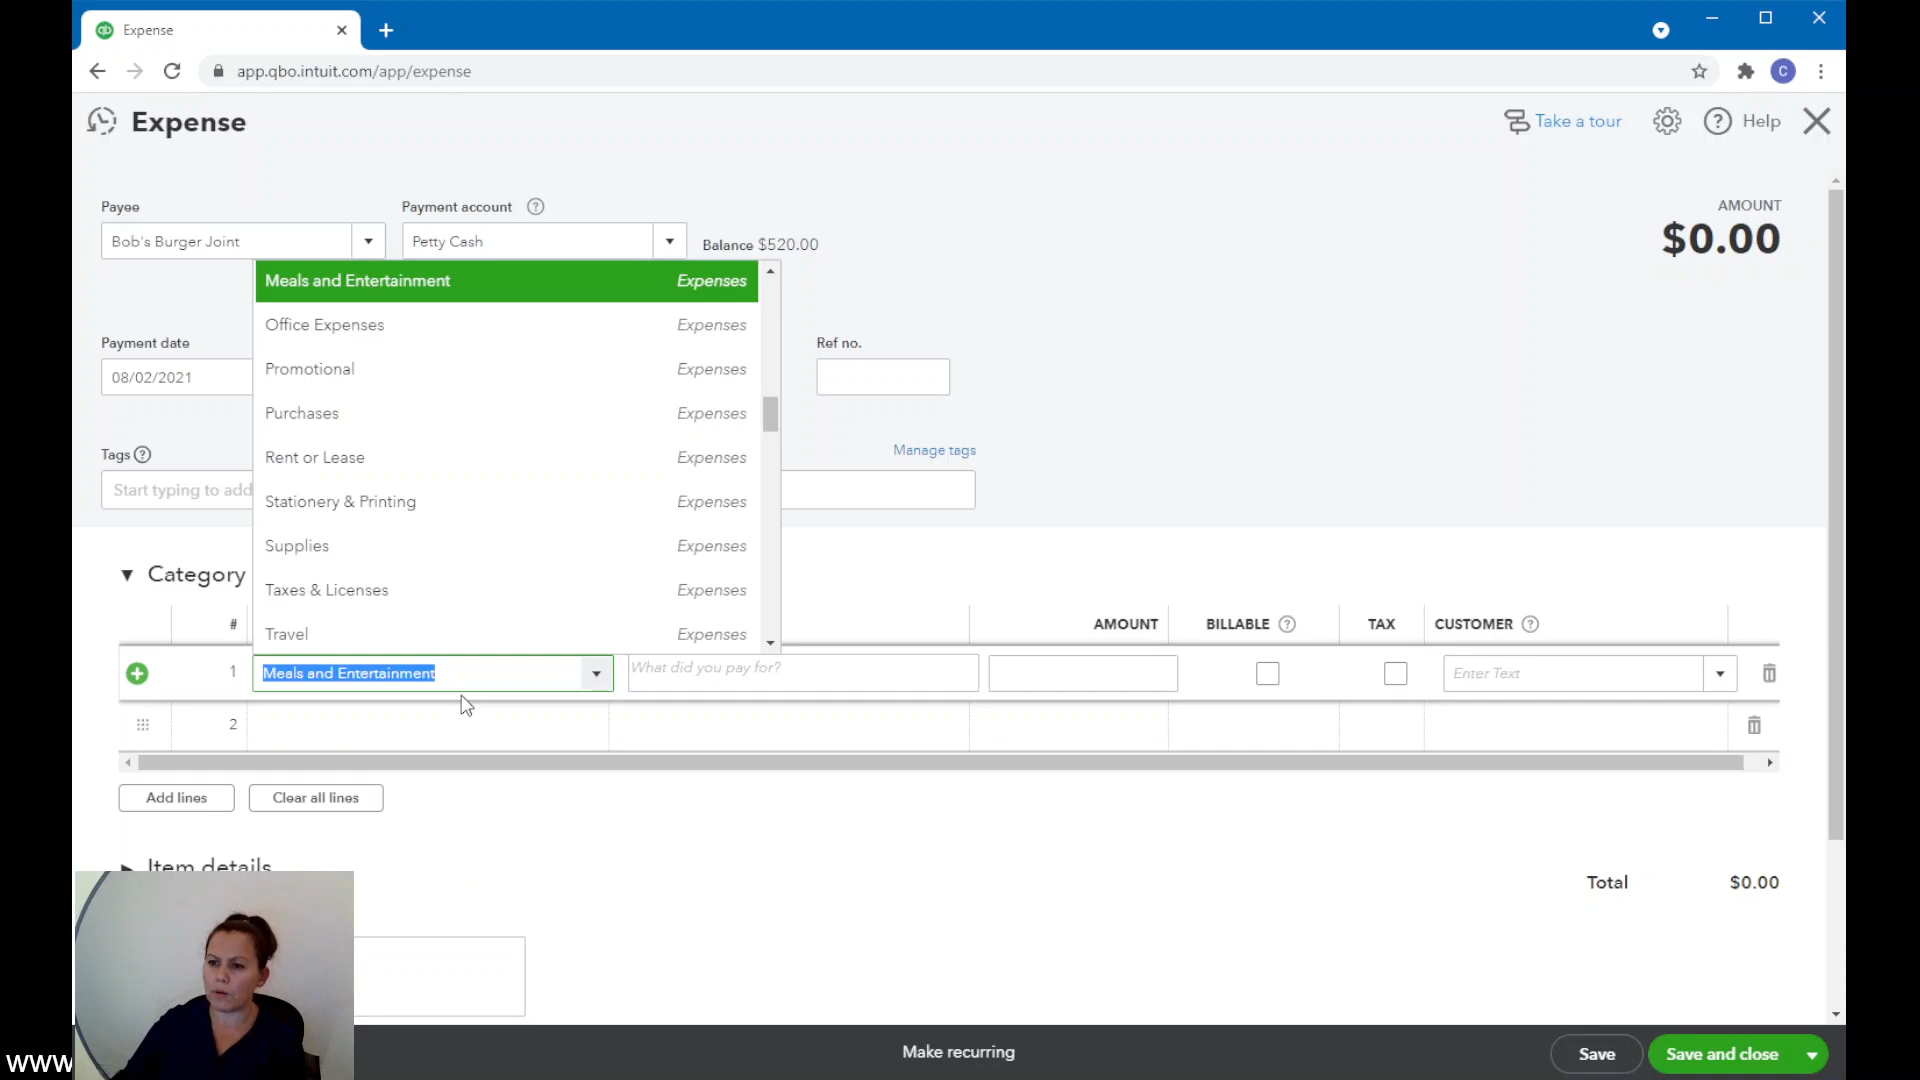 Expense
app.qbo.intuit.com/app/expense
C
Expense
Take a tour
Help
Payee
Payment account
AMOUNT
Bob's Burger Joint
Petty Cash
Balance $520.00
$0.00
Meals and Entertainment Expenses
Office Expenses Expenses
Payment date
Ref no.
Promotional Expenses
08/02/2021
Purchases Expenses
Tags
Manage tags
Rent or Lease Expenses
Start typing to add
Stationery & Printing Expenses
Supplies Expenses
Category
Taxes & Licenses Expenses
Travel Expenses
# AMOUNT BILLABLE TAX CUSTOMER
1 Meals and Entertainment What did you pay for? Enter Text
2
Add lines Clear all lines
Item details
Total $0.00
Make recurring
Save
Save and close
www